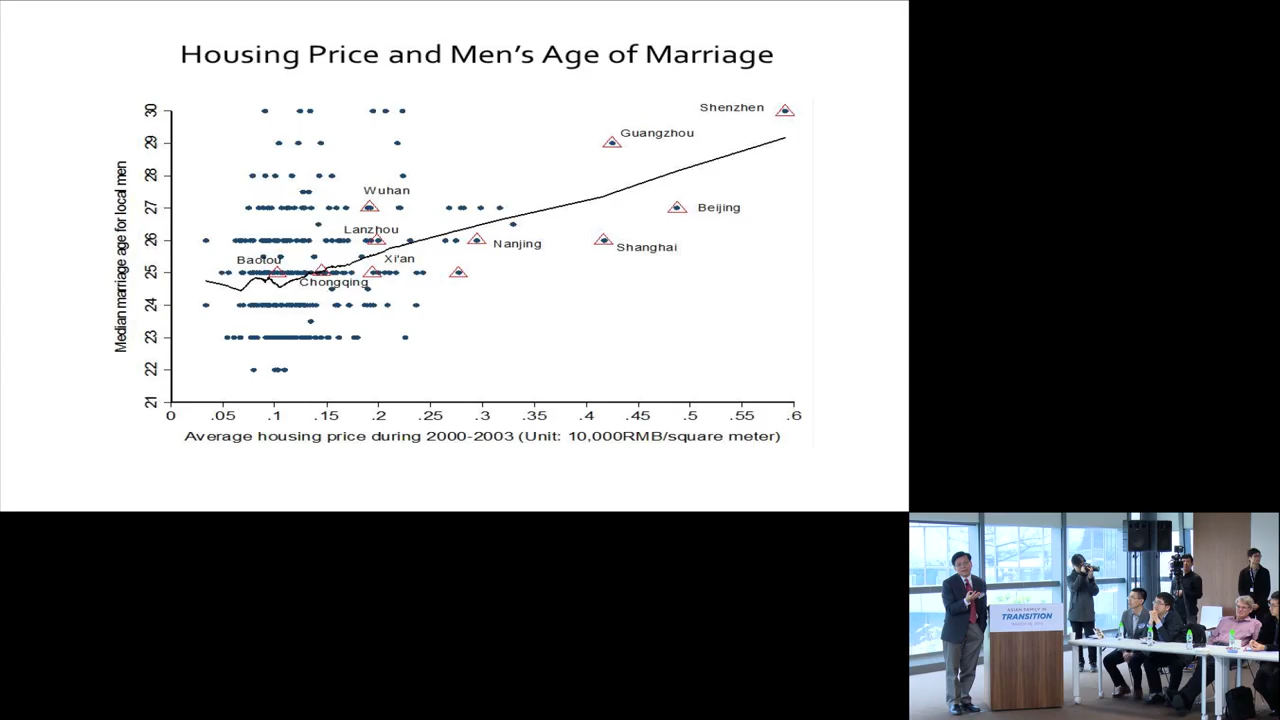 Housing Price and Men's Age of Marriage
30
29
28
27
26
25
24
23
22
21
Median marriage age for local men
Shenzhen
Guangzhou
Wuhan
Beijing
Lanzhou
Nanjing
Shanghai
Baotou
Xi'an
Chongqing
0 .05 .1 .15 .2 .25 .3 .35 .4 .45 .5 .55 .6
Average housing price during 2000-2003 (Unit: 10,000RMB/square meter)
ASIAN FAMILY IN
TRANSITION